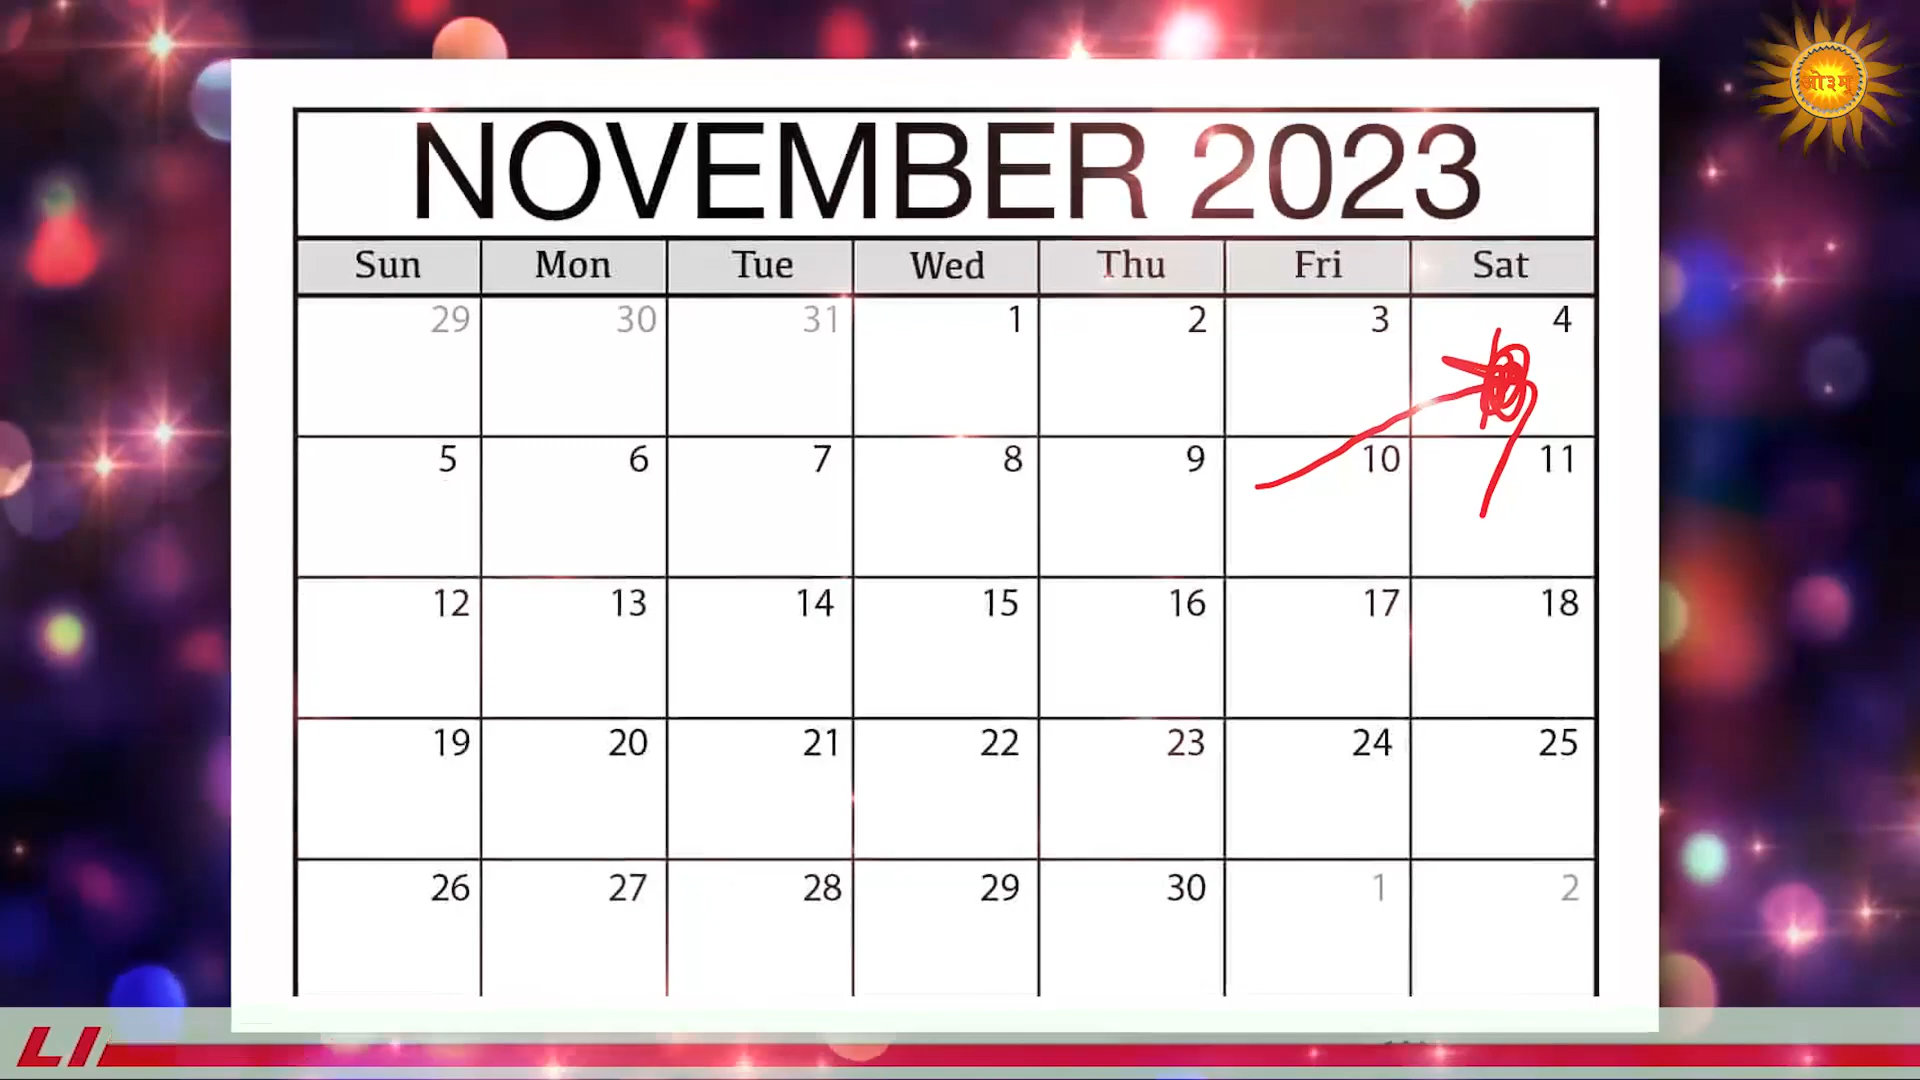 ओ३म्
NOVEMBER 2023
Sun Mon Tue Wed Thu Fri Sat
29 30 31 1 2 3 4
5 6 7 8 9 10 11
12 13 14 15 16 17 18
19 20 21 22 23 24 25
26 27 28 29 30 1 2
LI